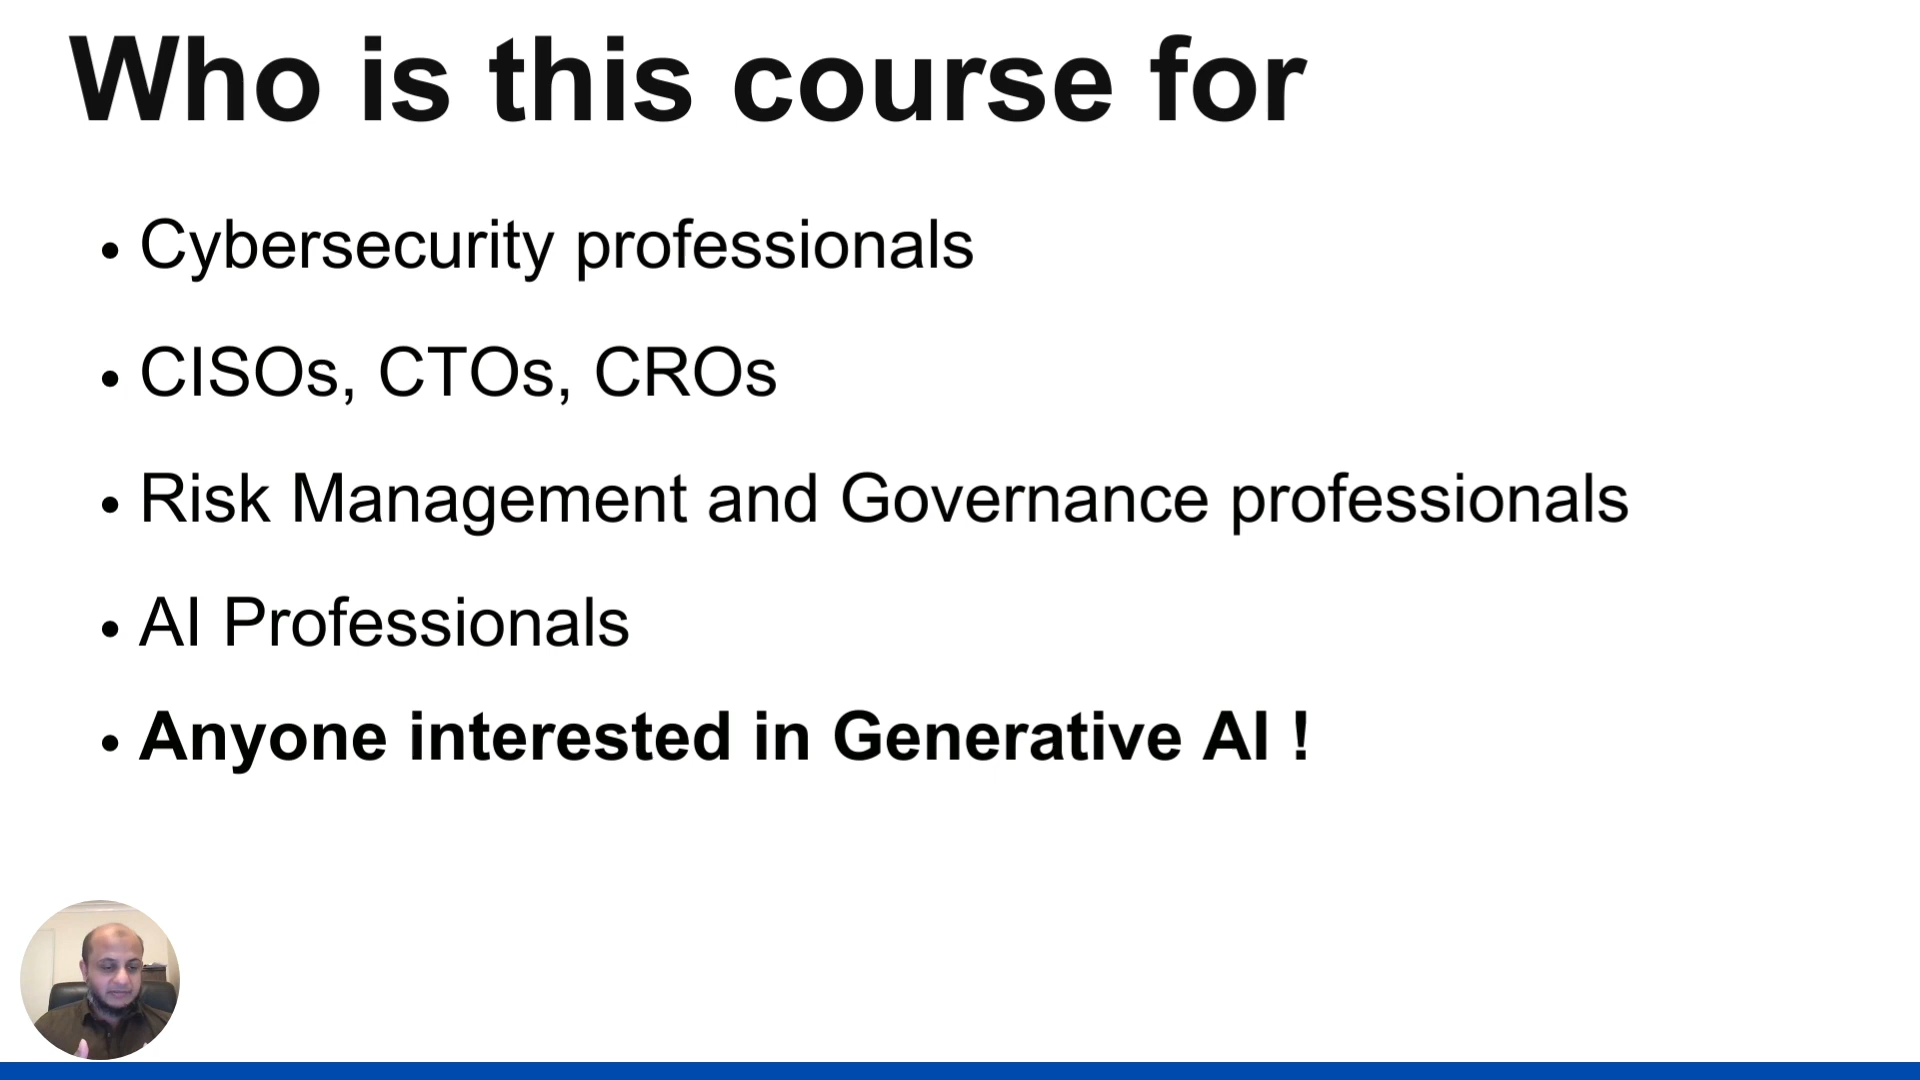 Who is this course for
• Cybersecurity professionals
• CISOs, CTOs, CROs
• Risk Management and Governance professionals
• AI Professionals
• Anyone interested in Generative AI !